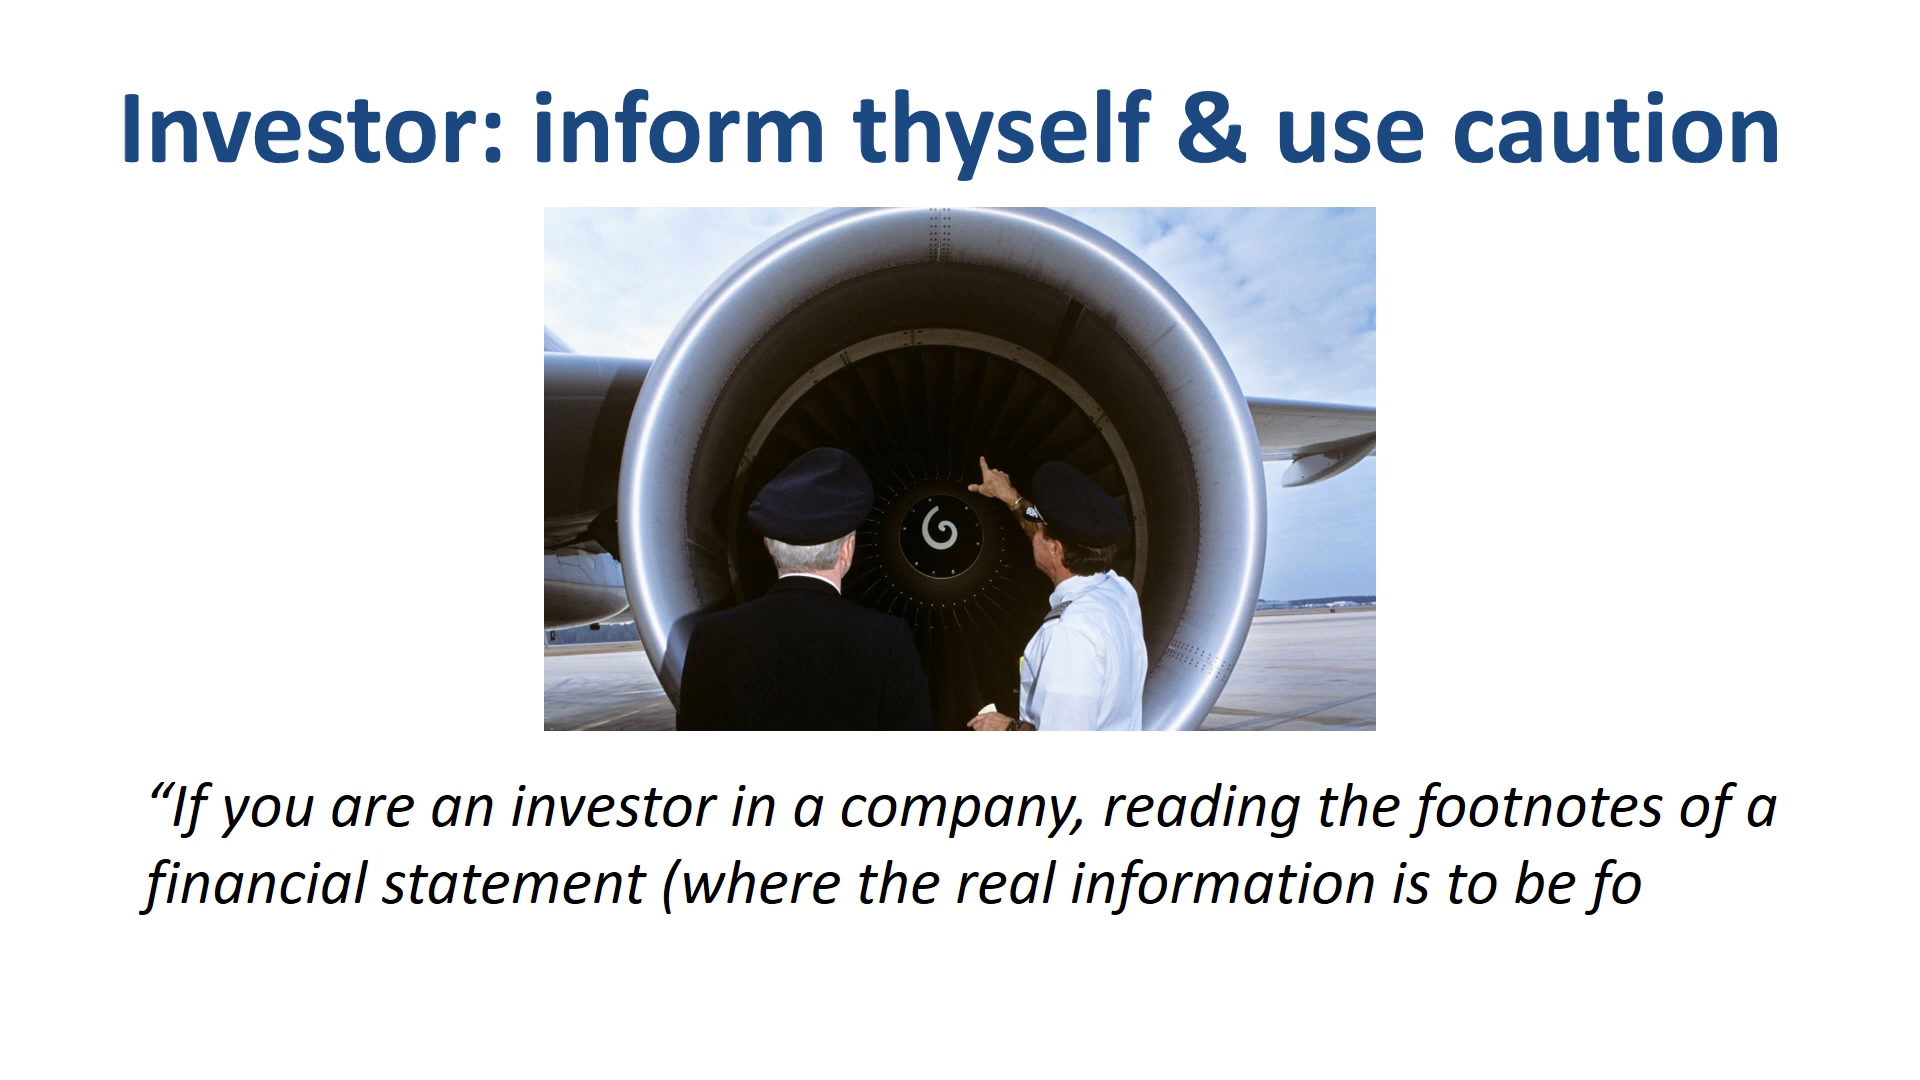 Investor: inform thyself & use caution
“If you are an investor in a company, reading the footnotes of a
financial statement (where the real information is to be fo